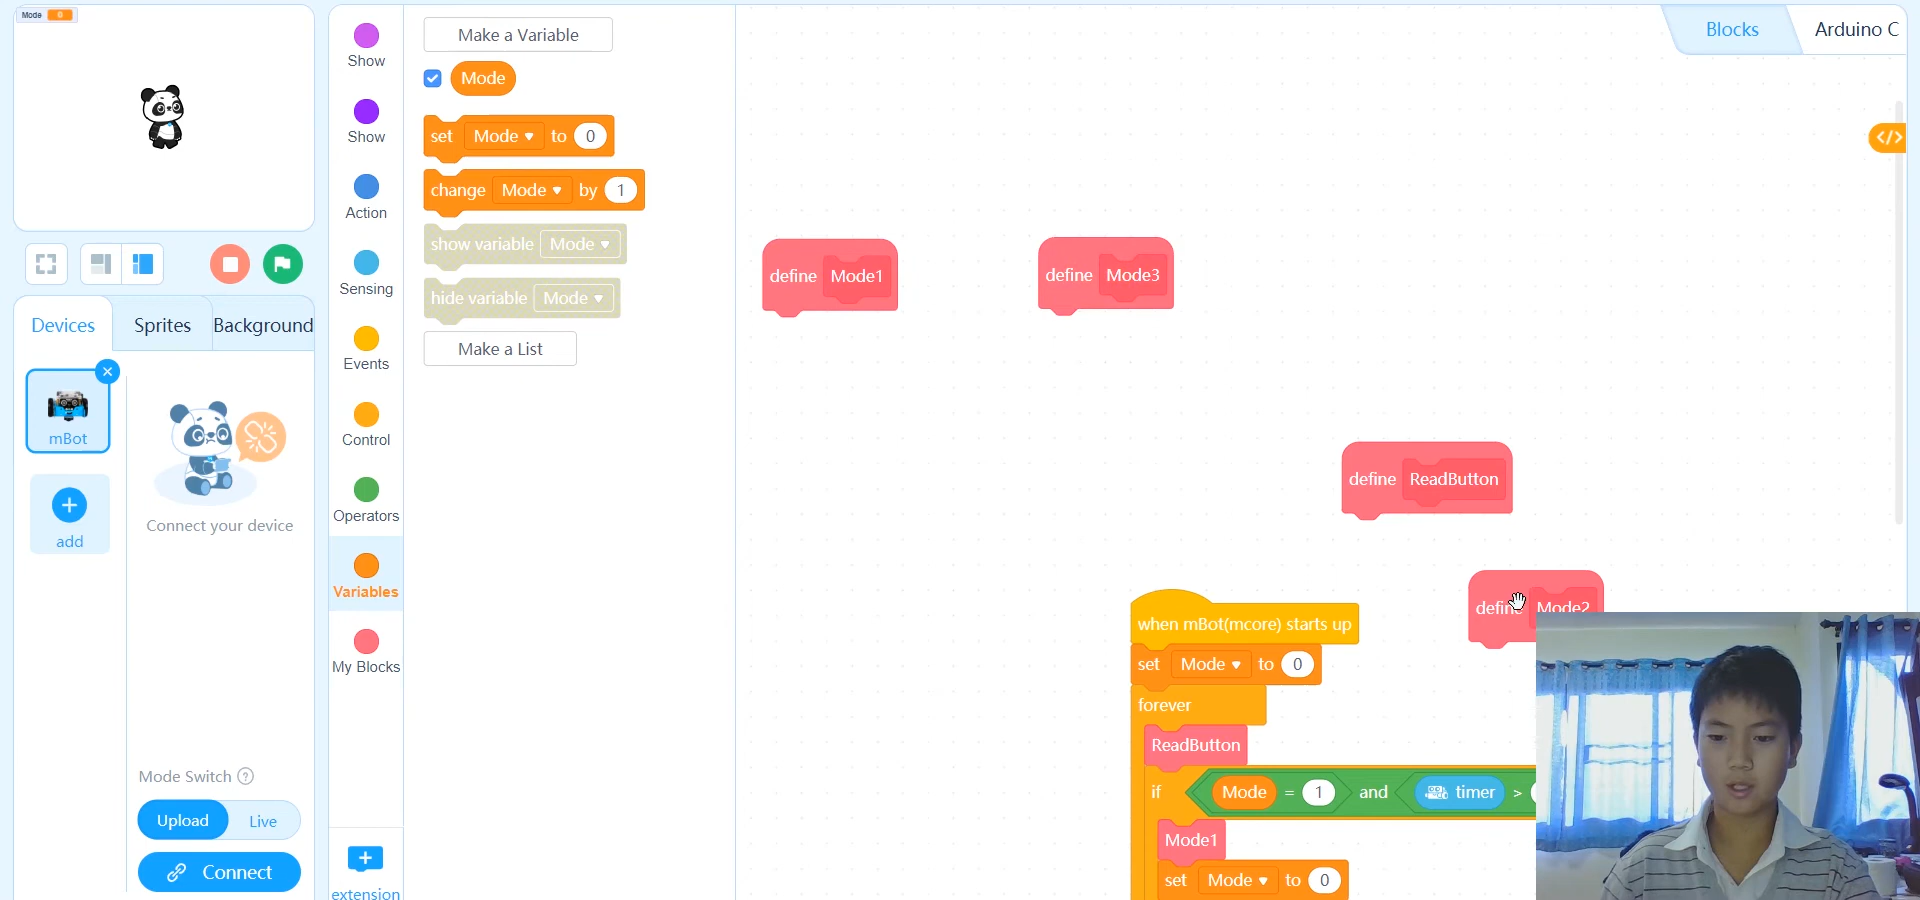 Mode 0
Show
Show
Action
Sensing
Events
Control
Operators
Variables
My Blocks
extension
Make a Variable
Mode
set Mode to 0
change Mode by 1
show variable Mode
hide variable Mode
Make a List
Devices
Sprites
Background
mBot
add
Connect your device
Mode Switch ?
Upload
Live
Connect
Blocks
Arduino C
</>
define Mode1
define Mode3
define ReadButton
define Mode2
when mBot(mcore) starts up
set Mode to 0
forever
ReadButton
if Mode = 1 and timer >
Mode1
set Mode to 0